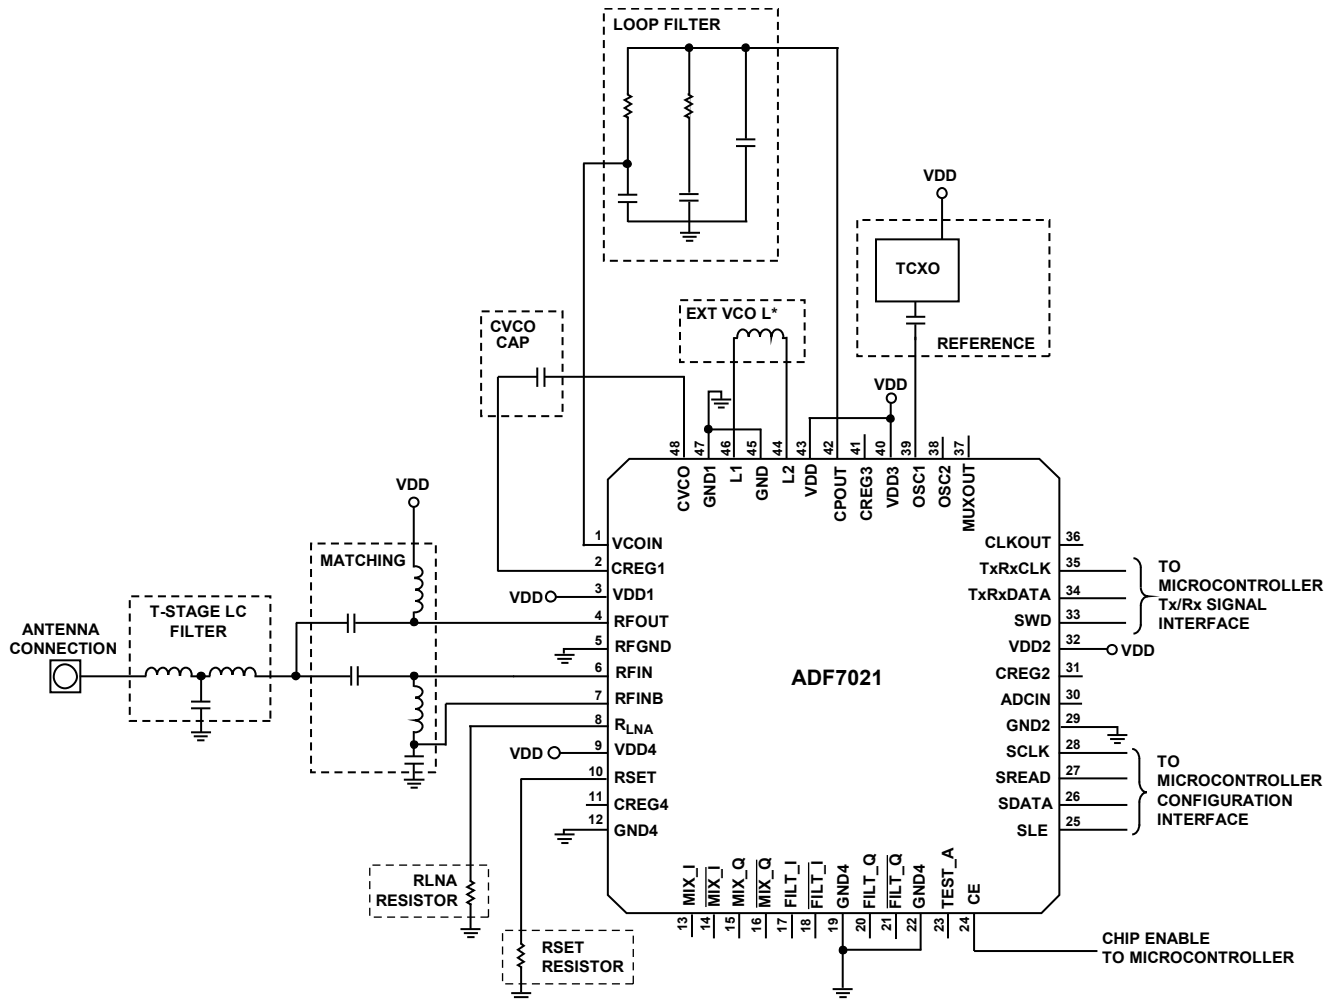 LOOP FILTER
VDD
TCXO
REFERENCE
EXT VCO L*
CVCO
CAP
VDD
48
47
46
45
44
43
42
41
40
39
38
37
CVCO
GND1
L1
GND
L2
VDD
CPOUT
CREG3
VDD3
OSC1
OSC2
MUXOUT
VDD
MATCHING
T-STAGE LC
FILTER
ANTENNA
CONNECTION
1 VCOIN
2 CREG1
VDD 3 VDD1
4 RFOUT
5 RFGND
6 RFIN
7 RFINB
8 RLNA
VDD 9 VDD4
10 RSET
11 CREG4
12 GND4
ADF7021
CLKOUT 36
TxRxCLK 35
TxRxDATA 34
SWD 33
VDD2 32 VDD
CREG2 31
ADCIN 30
GND2 29
SCLK 28
SREAD 27
SDATA 26
SLE 25
TO
MICROCONTROLLER
Tx/Rx SIGNAL
INTERFACE
TO
MICROCONTROLLER
CONFIGURATION
INTERFACE
RLNA
RESISTOR
RSET
RESISTOR
MIX_I
MIX_I
MIX_Q
MIX_Q
FILT_I
FILT_I
GND4
FILT_Q
FILT_Q
GND4
TEST_A
CE
13
14
15
16
17
18
19
20
21
22
23
24
CHIP ENABLE
TO MICROCONTROLLER